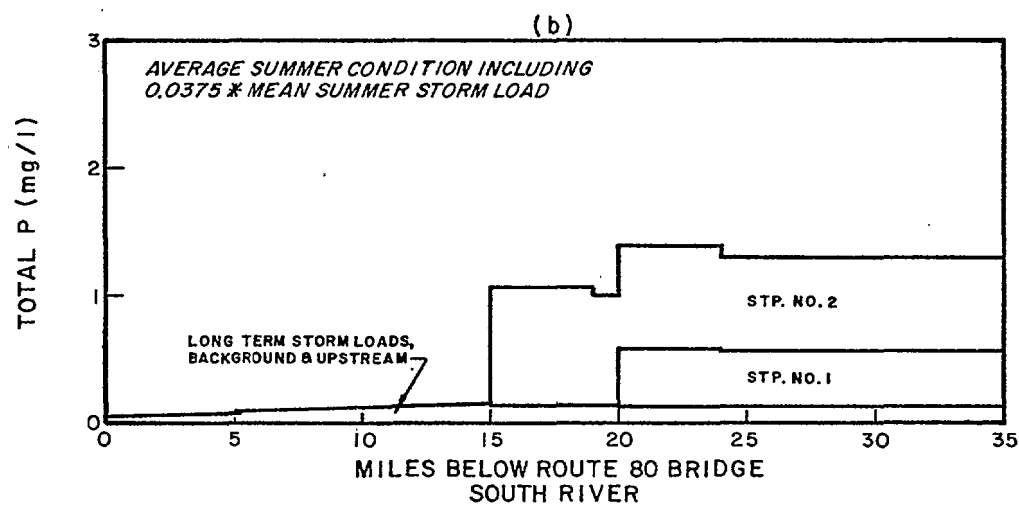 (b)
AVERAGE SUMMER CONDITION INCLUDING
0.0375 * MEAN SUMMER STORM LOAD
TOTAL P (mg/l)
3
2
1
0
LONG TERM STORM LOADS,
BACKGROUND & UPSTREAM
STP. NO. 2
STP. NO. 1
0 5 10 15 20 25 30 35
MILES BELOW ROUTE 80 BRIDGE
SOUTH RIVER